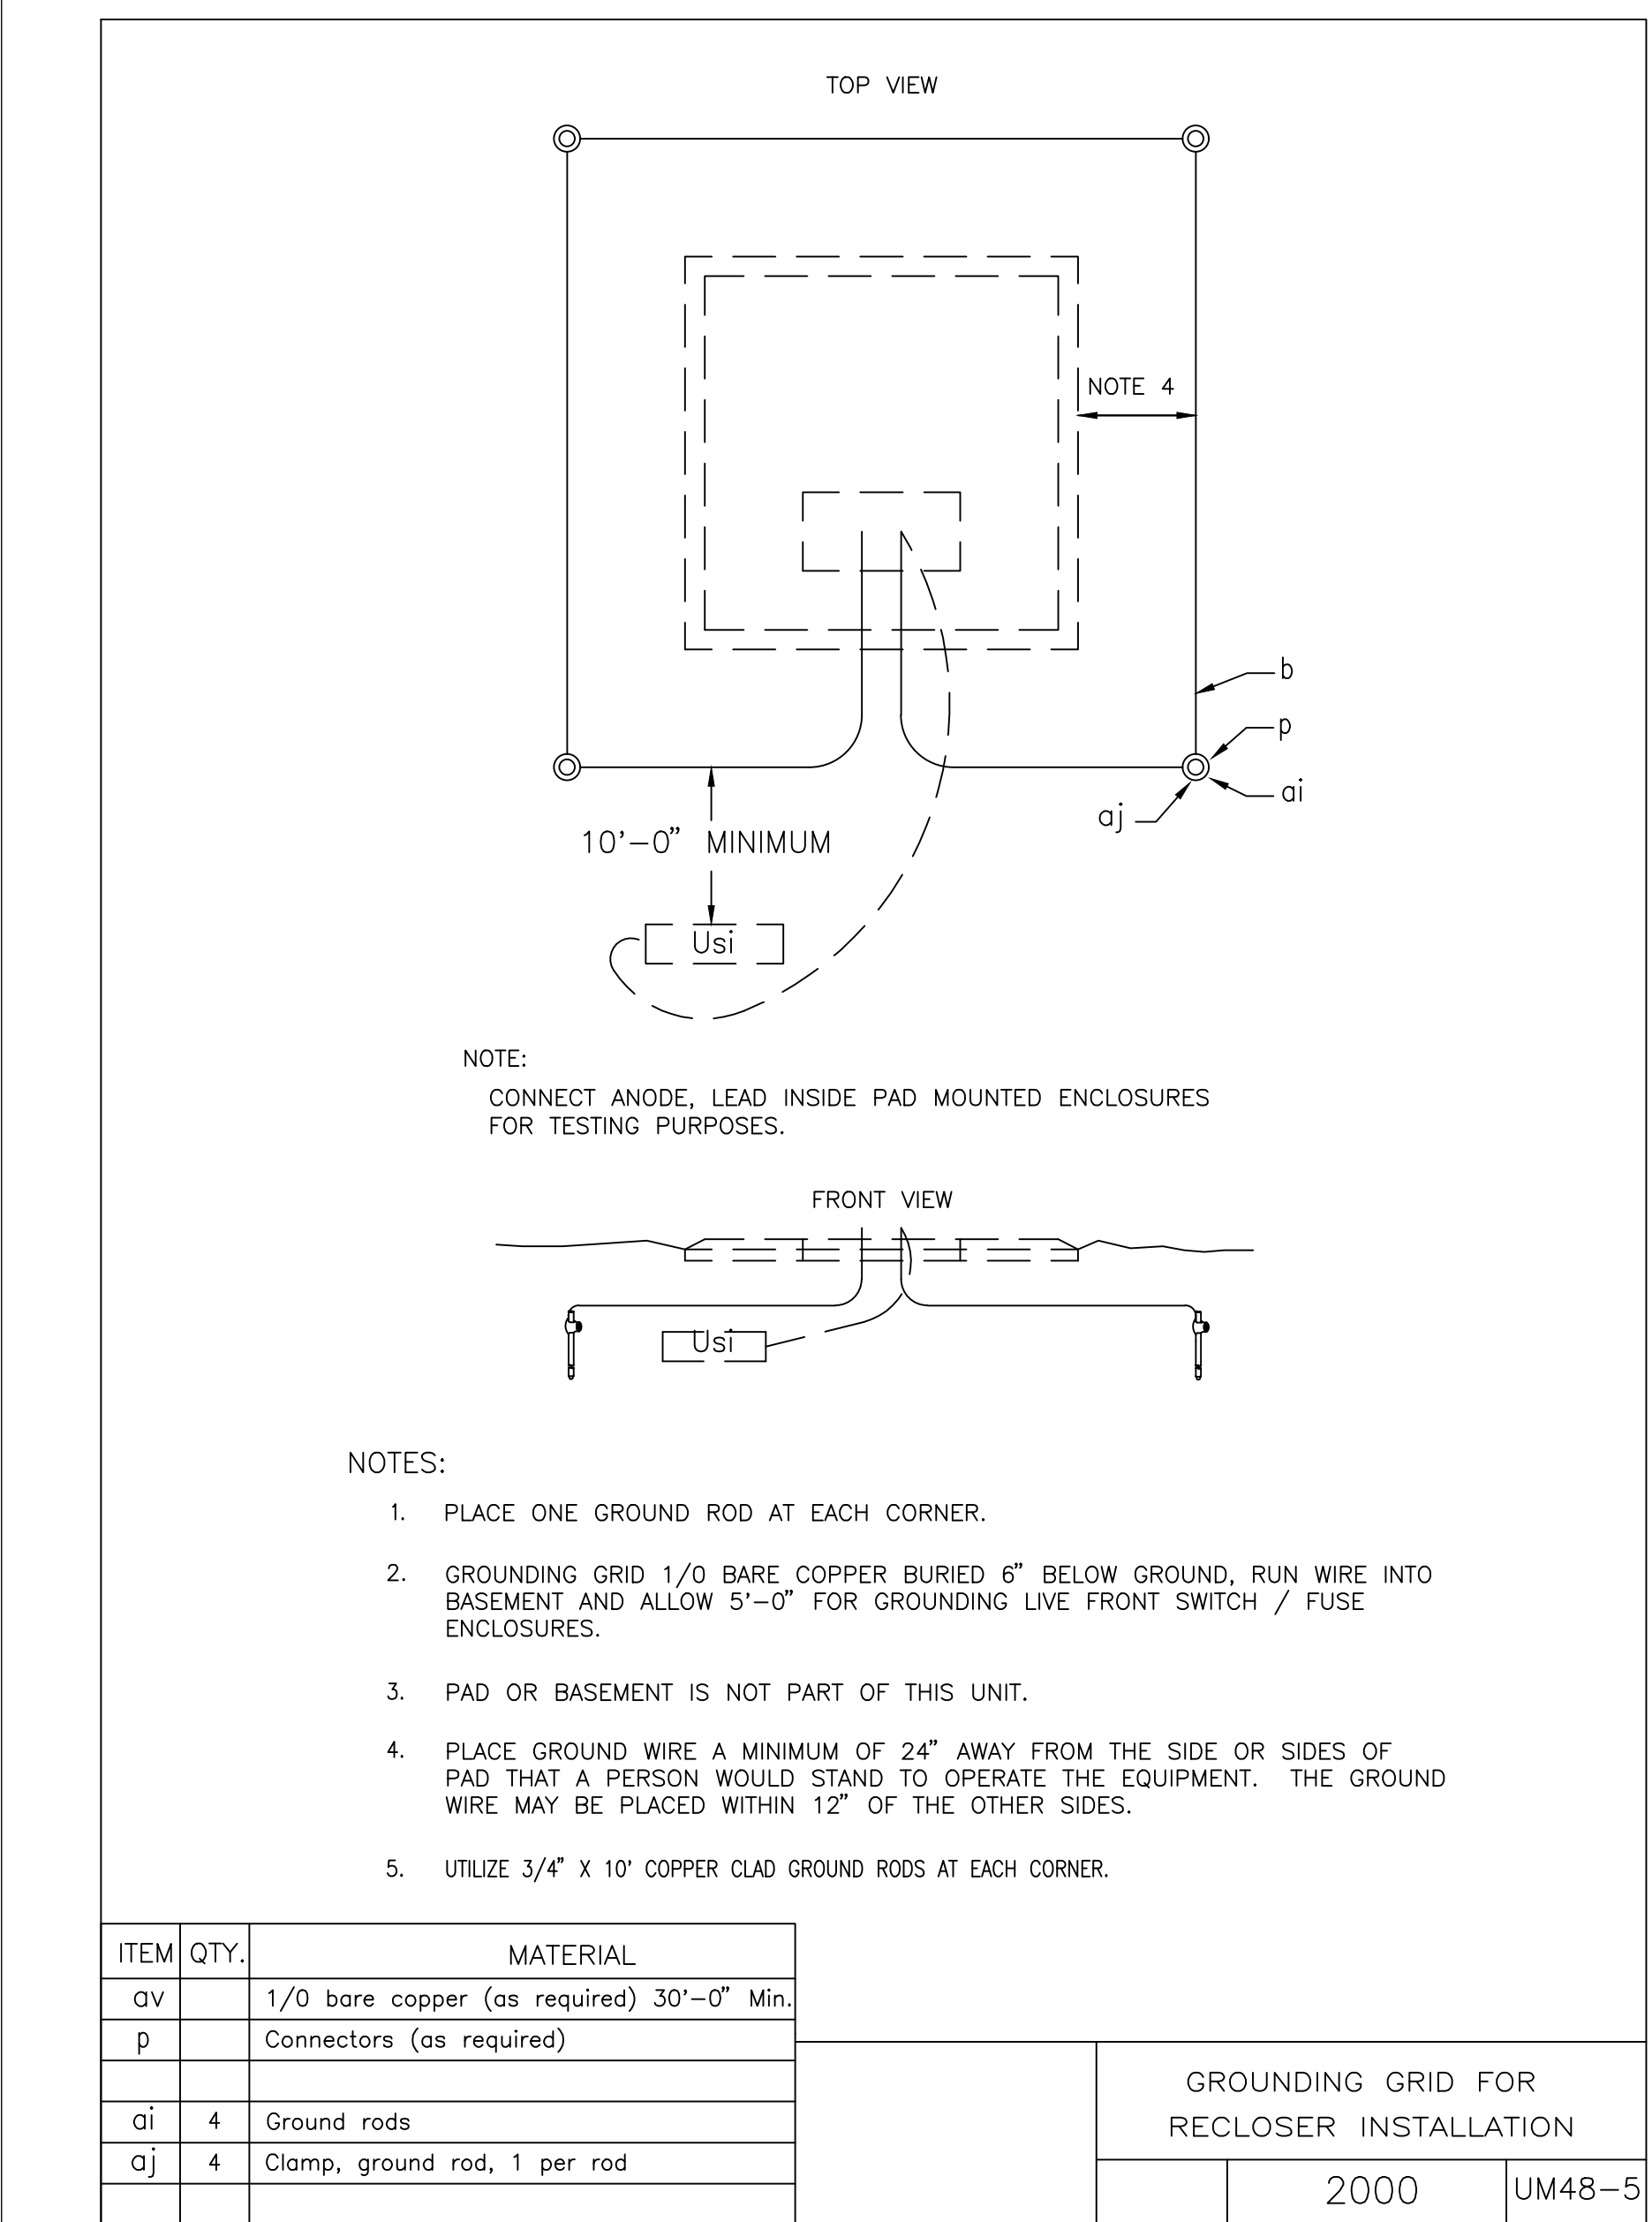 TOP VIEW
NOTE 4
b
p
ai
aj
10'-0" MINIMUM
Usi
NOTE:
CONNECT ANODE, LEAD INSIDE PAD MOUNTED ENCLOSURES
FOR TESTING PURPOSES.
FRONT VIEW
Usi
NOTES:
1. PLACE ONE GROUND ROD AT EACH CORNER.
2. GROUNDING GRID 1/0 BARE COPPER BURIED 6" BELOW GROUND, RUN WIRE INTO
BASEMENT AND ALLOW 5'-0" FOR GROUNDING LIVE FRONT SWITCH / FUSE
ENCLOSURES.
3. PAD OR BASEMENT IS NOT PART OF THIS UNIT.
4. PLACE GROUND WIRE A MINIMUM OF 24" AWAY FROM THE SIDE OR SIDES OF
PAD THAT A PERSON WOULD STAND TO OPERATE THE EQUIPMENT. THE GROUND
WIRE MAY BE PLACED WITHIN 12" OF THE OTHER SIDES.
5. UTILIZE 3/4" X 10' COPPER CLAD GROUND RODS AT EACH CORNER.
ITEM QTY. MATERIAL
av 1/0 bare copper (as required) 30'-0" Min.
p Connectors (as required)
ai 4 Ground rods
aj 4 Clamp, ground rod, 1 per rod
GROUNDING GRID FOR
RECLOSER INSTALLATION
2000 UM48-5